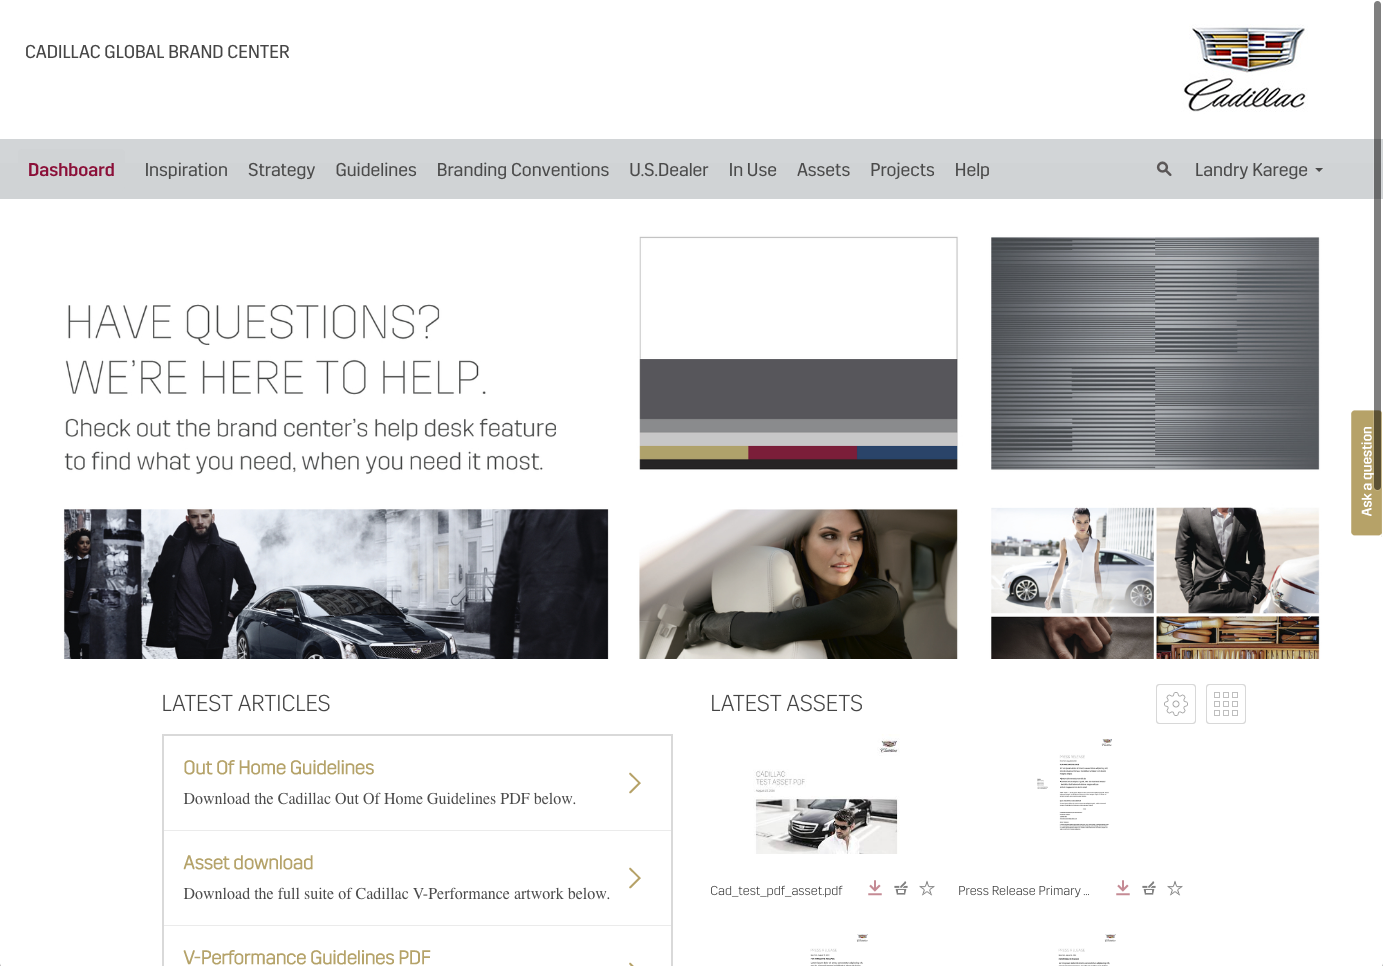 CADILLAC GLOBAL BRAND CENTER
Cadillac
Dashboard Inspiration Strategy Guidelines Branding Conventions U.S.Dealer In Use Assets Projects Help Landry Karege
HAVE QUESTIONS?
WE'RE HERE TO HELP.
Check out the brand center's help desk feature
to find what you need, when you need it most.
Ask a question
LATEST ARTICLES
Out Of Home Guidelines
Download the Cadillac Out Of Home Guidelines PDF below.
Asset download
Download the full suite of Cadillac V-Performance artwork below.
V-Performance Guidelines PDF
LATEST ASSETS
CADILLAC
TEST ASSET PDF
Cad_test_pdf_asset.pdf
Press Release Primary ...